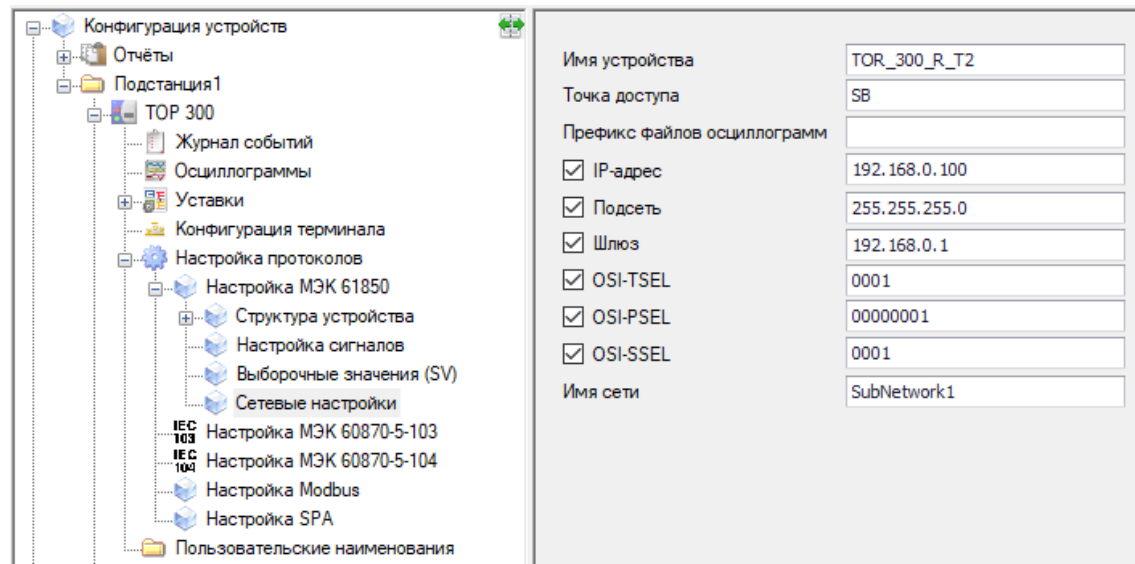 Конфигурация устройств
Отчёты
Подстанция1
ТОР 300
Журнал событий
Осциллограммы
Уставки
Конфигурация терминала
Настройка протоколов
Настройка МЭК 61850
Структура устройства
Настройка сигналов
Выборочные значения (SV)
Сетевые настройки
IEC 103 Настройка МЭК 60870-5-103
IEC 104 Настройка МЭК 60870-5-104
Настройка Modbus
Настройка SPA
Пользовательские наименования
Имя устройства TOR_300_R_T2
Точка доступа SB
Префикс файлов осциллограмм
IP-адрес 192.168.0.100
Подсеть 255.255.255.0
Шлюз 192.168.0.1
OSI-TSEL 0001
OSI-PSEL 00000001
OSI-SSEL 0001
Имя сети SubNetwork1